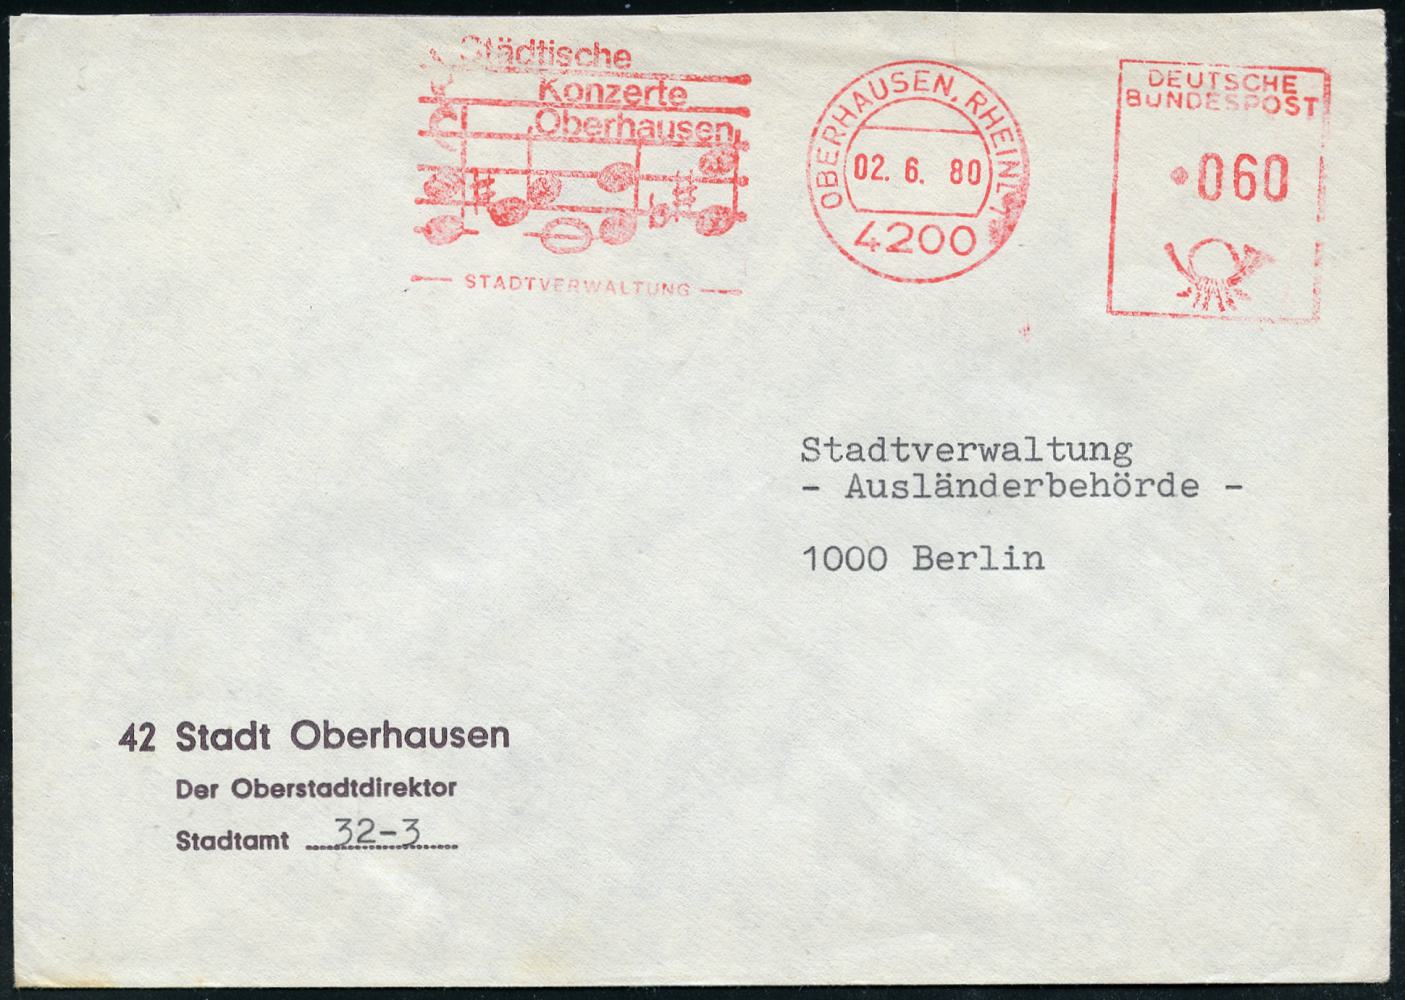 Städtische
Konzerte
Oberhausen
STADTVERWALTUNG
OBERHAUSEN, RHEINL 1
02. 6. 80
4200
DEUTSCHE
BUNDESPOST
060
Stadtverwaltung
- Ausländerbehörde -
1000 Berlin
42 Stadt Oberhausen
Der Oberstadtdirektor
Stadtamt 32-3